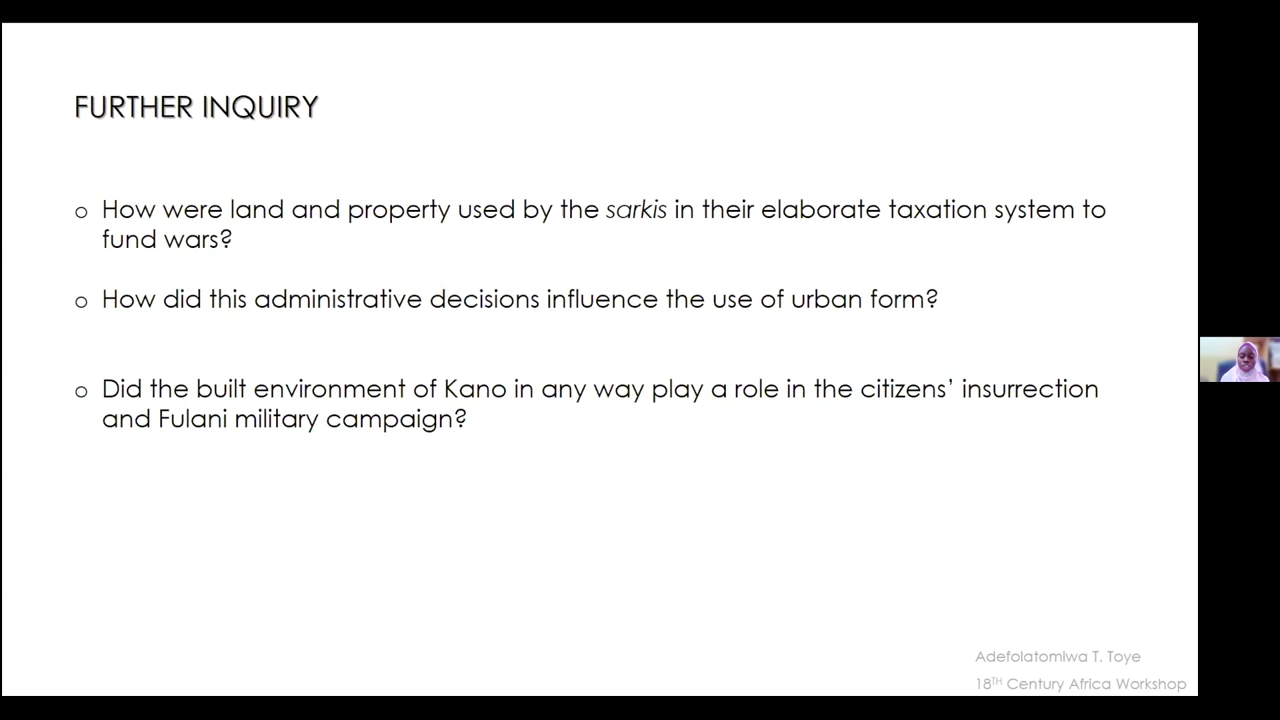 FURTHER INQUIRY
o How were land and property used by the sarkis in their elaborate taxation system to
fund wars?
o How did this administrative decisions influence the use of urban form?
o Did the built environment of Kano in any way play a role in the citizens’ insurrection
and Fulani military campaign?
Adefolatomiwa T. Toye
18TH Century Africa Workshop